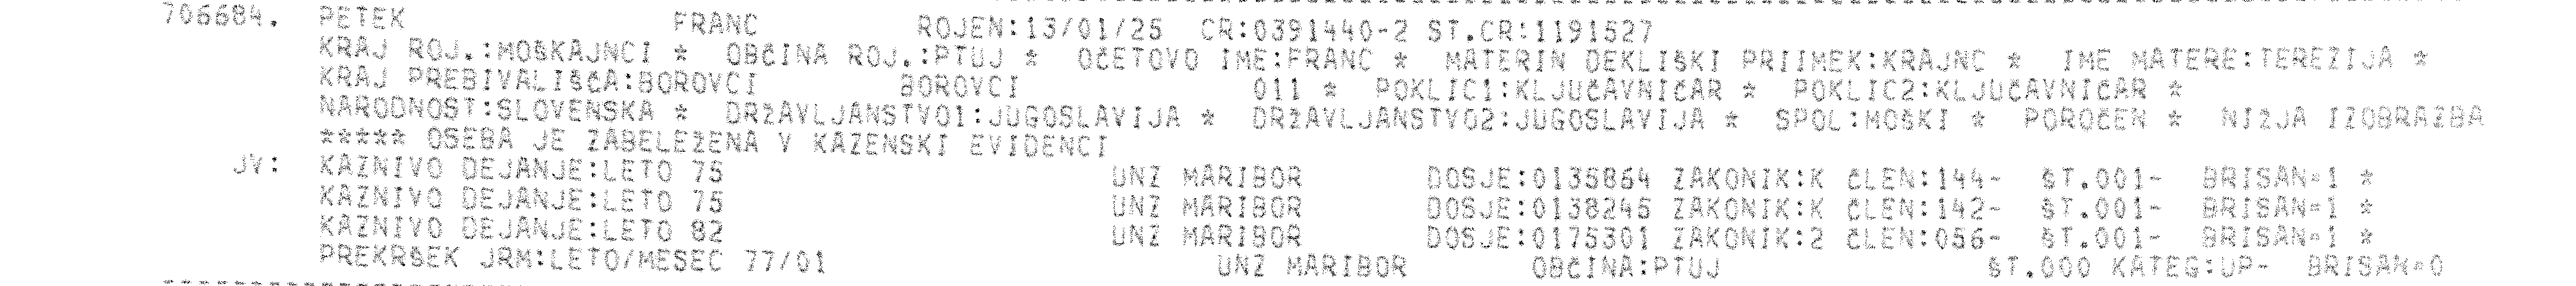 706684. PETEK FRANC ROJEN:13/01/25 CR:0391440-2 ST.CR:1191527
KRAJ ROJ.:MOŠKAJNCI * OBČINA ROJ.:PTUJ * OČETOVO IME:FRANC * MATERIN DEKLIŠKI PRIIMEK:KRAJNC * IME MATERE:TEREZIJA *
KRAJ PREBIVALIŠČA:BOROVCI BOROVCI 011 * POKLIC1:KLJUČAVNIČAR * POKLIC2:KLJUČAVNIČAR *
NARODNOST:SLOVENSKA * DRŽAVLJANSTVO1:JUGOSLAVIJA * DRŽAVLJANSTVO2:JUGOSLAVIJA * SPOL:MOŠKI * POROČEN * NIŽJA IZOBRAZBA
***** OSEBA JE ZABELEŽENA V KAZENSKI EVIDENCI
JV: KAZNIVO DEJANJE:LETO 75 UNZ MARIBOR DOSJE:0135864 ZAKONIK:K ČLEN:144- ŠT.001- BRISAN=1 *
KAZNIVO DEJANJE:LETO 75 UNZ MARIBOR DOSJE:0138245 ZAKONIK:K ČLEN:142- ŠT.001- BRISAN=1 *
KAZNIVO DEJANJE:LETO 82 UNZ MARIBOR DOSJE:0175301 ZAKONIK:2 ČLEN:056- ŠT.001- BRISAN=1 *
PREKRŠEK JRM:LETO/MESEC 77/01 UNZ MARIBOR OBČINA:PTUJ ŠT.000 KATEG:UP- BRISAN=0